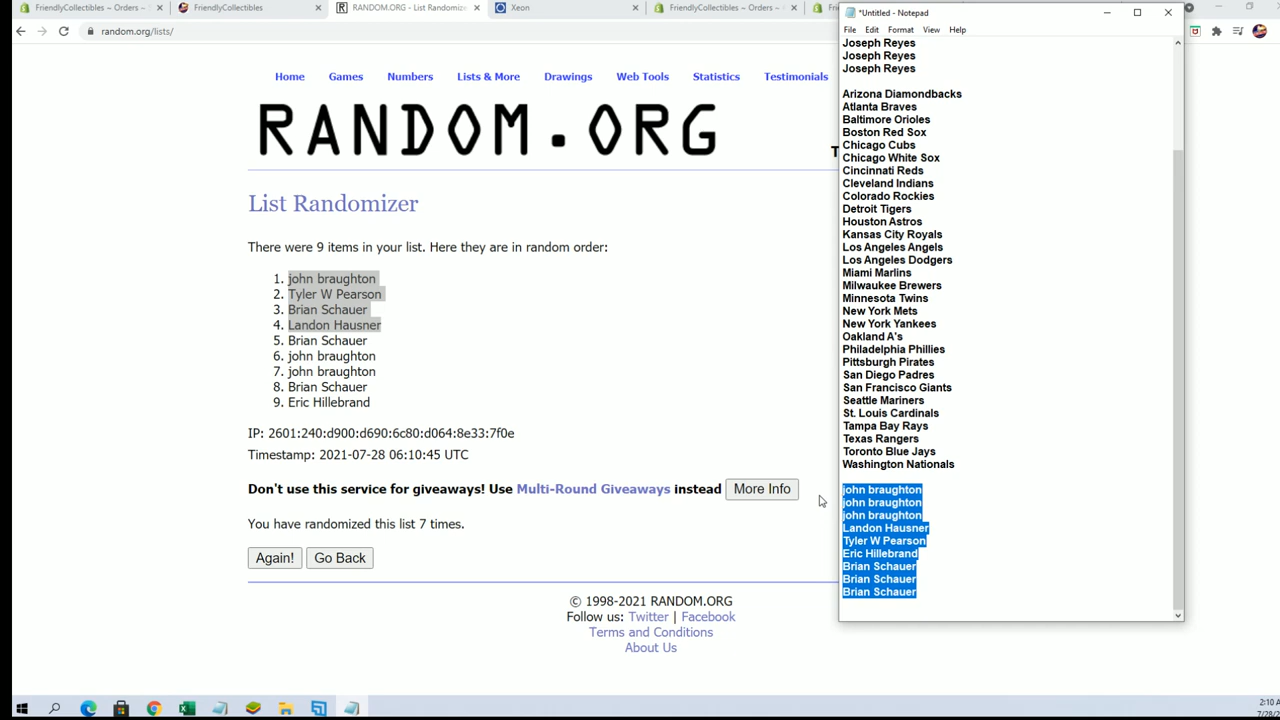 FriendlyCollectibles ~ Orders ~
FriendlyCollectibles
RANDOM.ORG - List Randomizer
Xeon
FriendlyCollectibles ~ Orders ~
Frien
random.org/lists/
Home
Games
Numbers
Lists & More
Drawings
Web Tools
Statistics
Testimonials
RANDOM.ORG
T
List Randomizer
There were 9 items in your list. Here they are in random order:
1. john braughton
2. Tyler W Pearson
3. Brian Schauer
4. Landon Hausner
5. Brian Schauer
6. john braughton
7. john braughton
8. Brian Schauer
9. Eric Hillebrand
IP: 2601:240:d900:d690:6c80:d064:8e33:7f0e
Timestamp: 2021-07-28 06:10:45 UTC
Don't use this service for giveaways! Use Multi-Round Giveaways instead
More Info
You have randomized this list 7 times.
Again!
Go Back
© 1998-2021 RANDOM.ORG
Follow us: Twitter | Facebook
Terms and Conditions
About Us
*Untitled - Notepad
File Edit Format View Help
Joseph Reyes
Joseph Reyes
Joseph Reyes
Arizona Diamondbacks
Atlanta Braves
Baltimore Orioles
Boston Red Sox
Chicago Cubs
Chicago White Sox
Cincinnati Reds
Cleveland Indians
Colorado Rockies
Detroit Tigers
Houston Astros
Kansas City Royals
Los Angeles Angels
Los Angeles Dodgers
Miami Marlins
Milwaukee Brewers
Minnesota Twins
New York Mets
New York Yankees
Oakland A's
Philadelphia Phillies
Pittsburgh Pirates
San Diego Padres
San Francisco Giants
Seattle Mariners
St. Louis Cardinals
Tampa Bay Rays
Texas Rangers
Toronto Blue Jays
Washington Nationals
john braughton
john braughton
john braughton
Landon Hausner
Tyler W Pearson
Eric Hillebrand
Brian Schauer
Brian Schauer
Brian Schauer
2:10 A
7/28/2